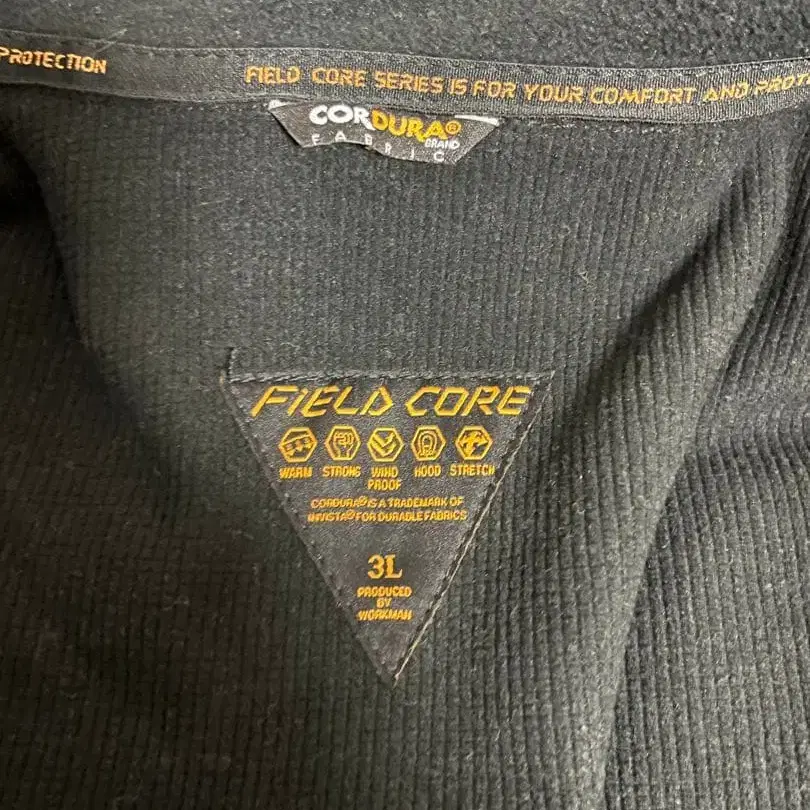 PROTECTION
FIELD CORE SERIES IS FOR YOUR COMFORT AND PROT
CORDURA®
BRAND
FABRIC
FIELD CORE
WARM STRONG WIND PROOF HOOD STRETCH
CORDURA® IS A TRADEMARK OF
INVISTA® FOR DURABLE FABRICS
3L
PRODUCED
BY
WORKMAN